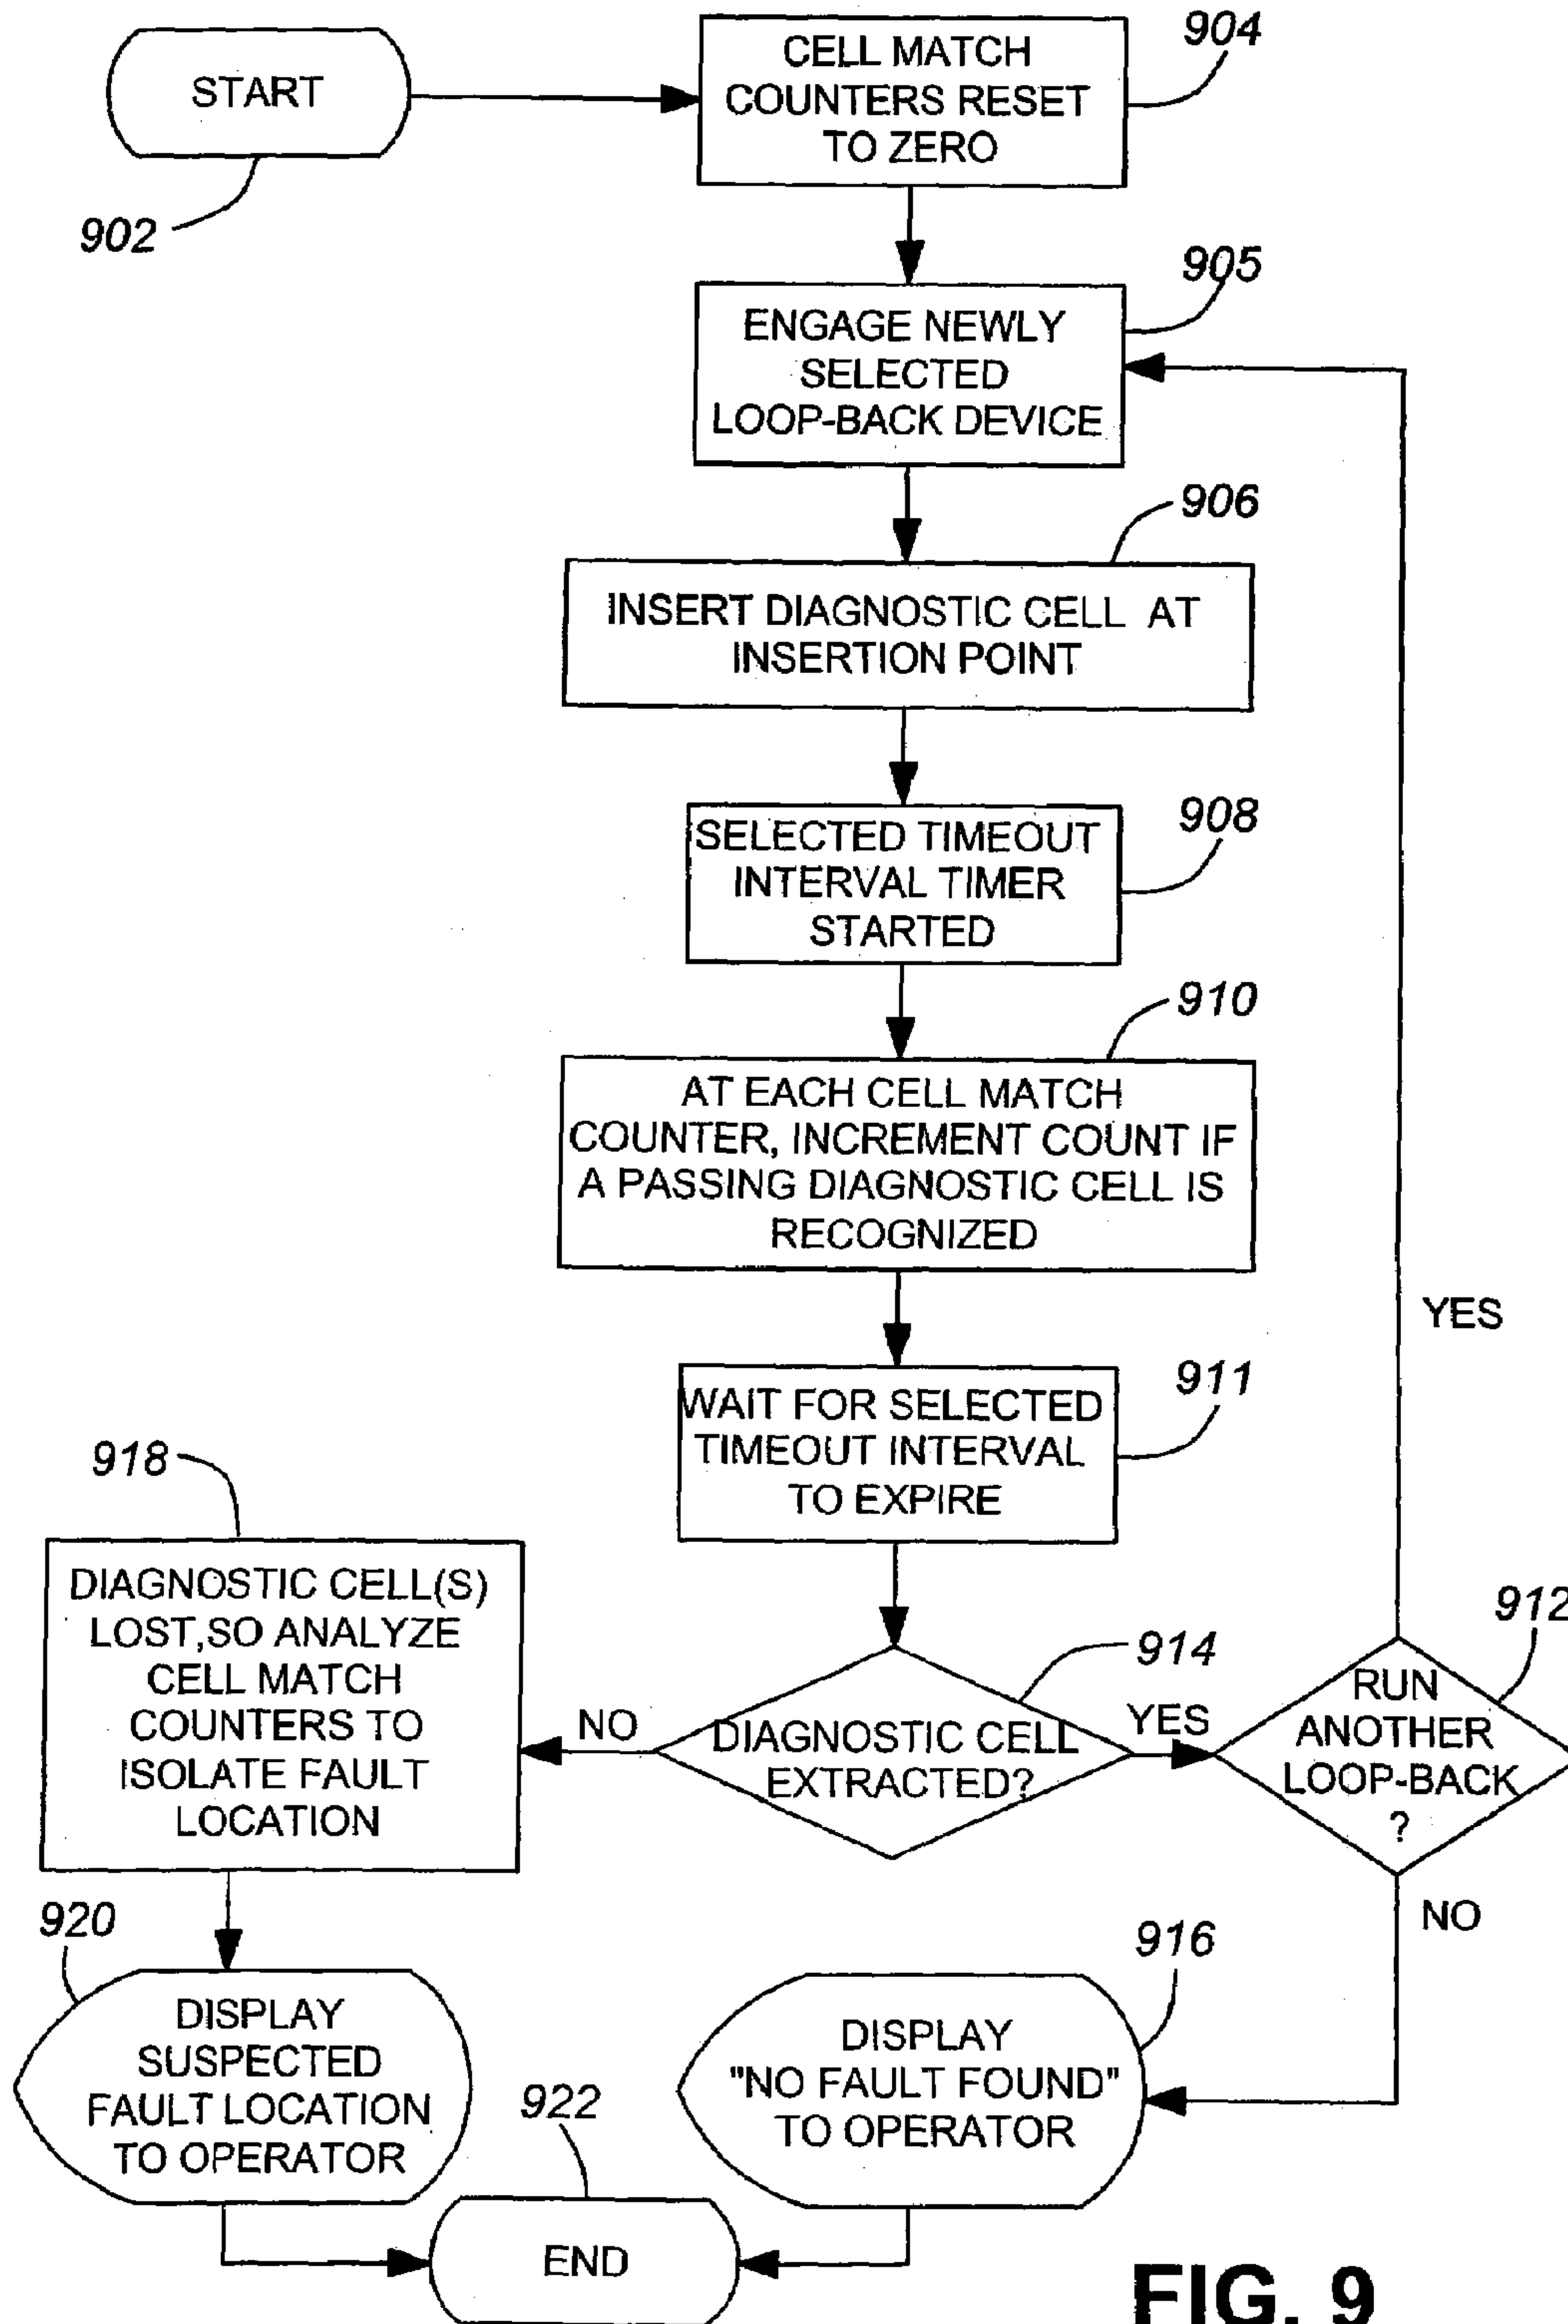 START
902
CELL MATCH
COUNTERS RESET
TO ZERO
904
ENGAGE NEWLY
SELECTED
LOOP-BACK DEVICE
905
INSERT DIAGNOSTIC CELL AT
INSERTION POINT
906
SELECTED TIMEOUT
INTERVAL TIMER
STARTED
908
AT EACH CELL MATCH
COUNTER, INCREMENT COUNT IF
A PASSING DIAGNOSTIC CELL IS
RECOGNIZED
910
WAIT FOR SELECTED
TIMEOUT INTERVAL
TO EXPIRE
911
DIAGNOSTIC CELL
EXTRACTED?
914
YES
RUN
ANOTHER
LOOP-BACK
?
912
YES
NO
NO
DIAGNOSTIC CELL(S)
LOST,SO ANALYZE
CELL MATCH
COUNTERS TO
ISOLATE FAULT
LOCATION
918
DISPLAY
SUSPECTED
FAULT LOCATION
TO OPERATOR
920
DISPLAY
"NO FAULT FOUND"
TO OPERATOR
916
END
922
FIG. 9